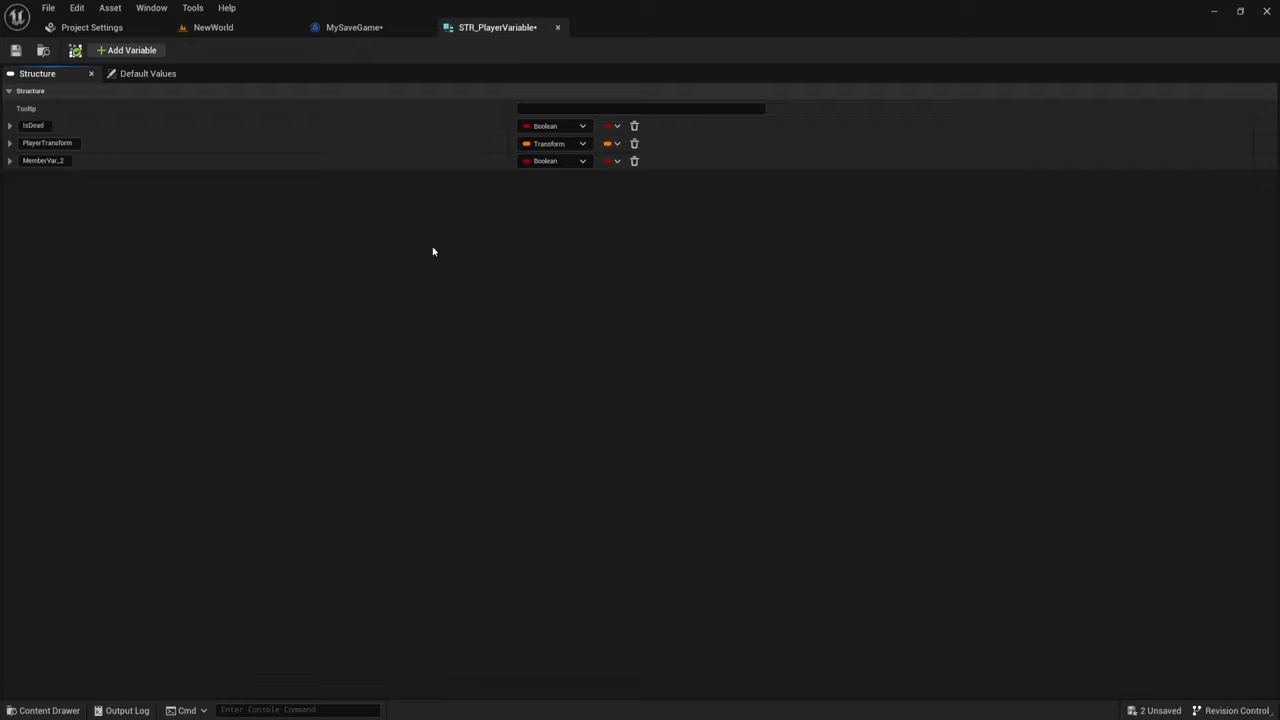 File Edit Asset Window Tools Help
Project Settings NewWorld MySaveGame* STR_PlayerVariable*
Add Variable
Structure Default Values
Structure
Tooltip
IsDead Boolean
PlayerTransform Transform
MemberVar_2 Boolean
Content Drawer Output Log Cmd Enter Console Command 2 Unsaved Revision Control